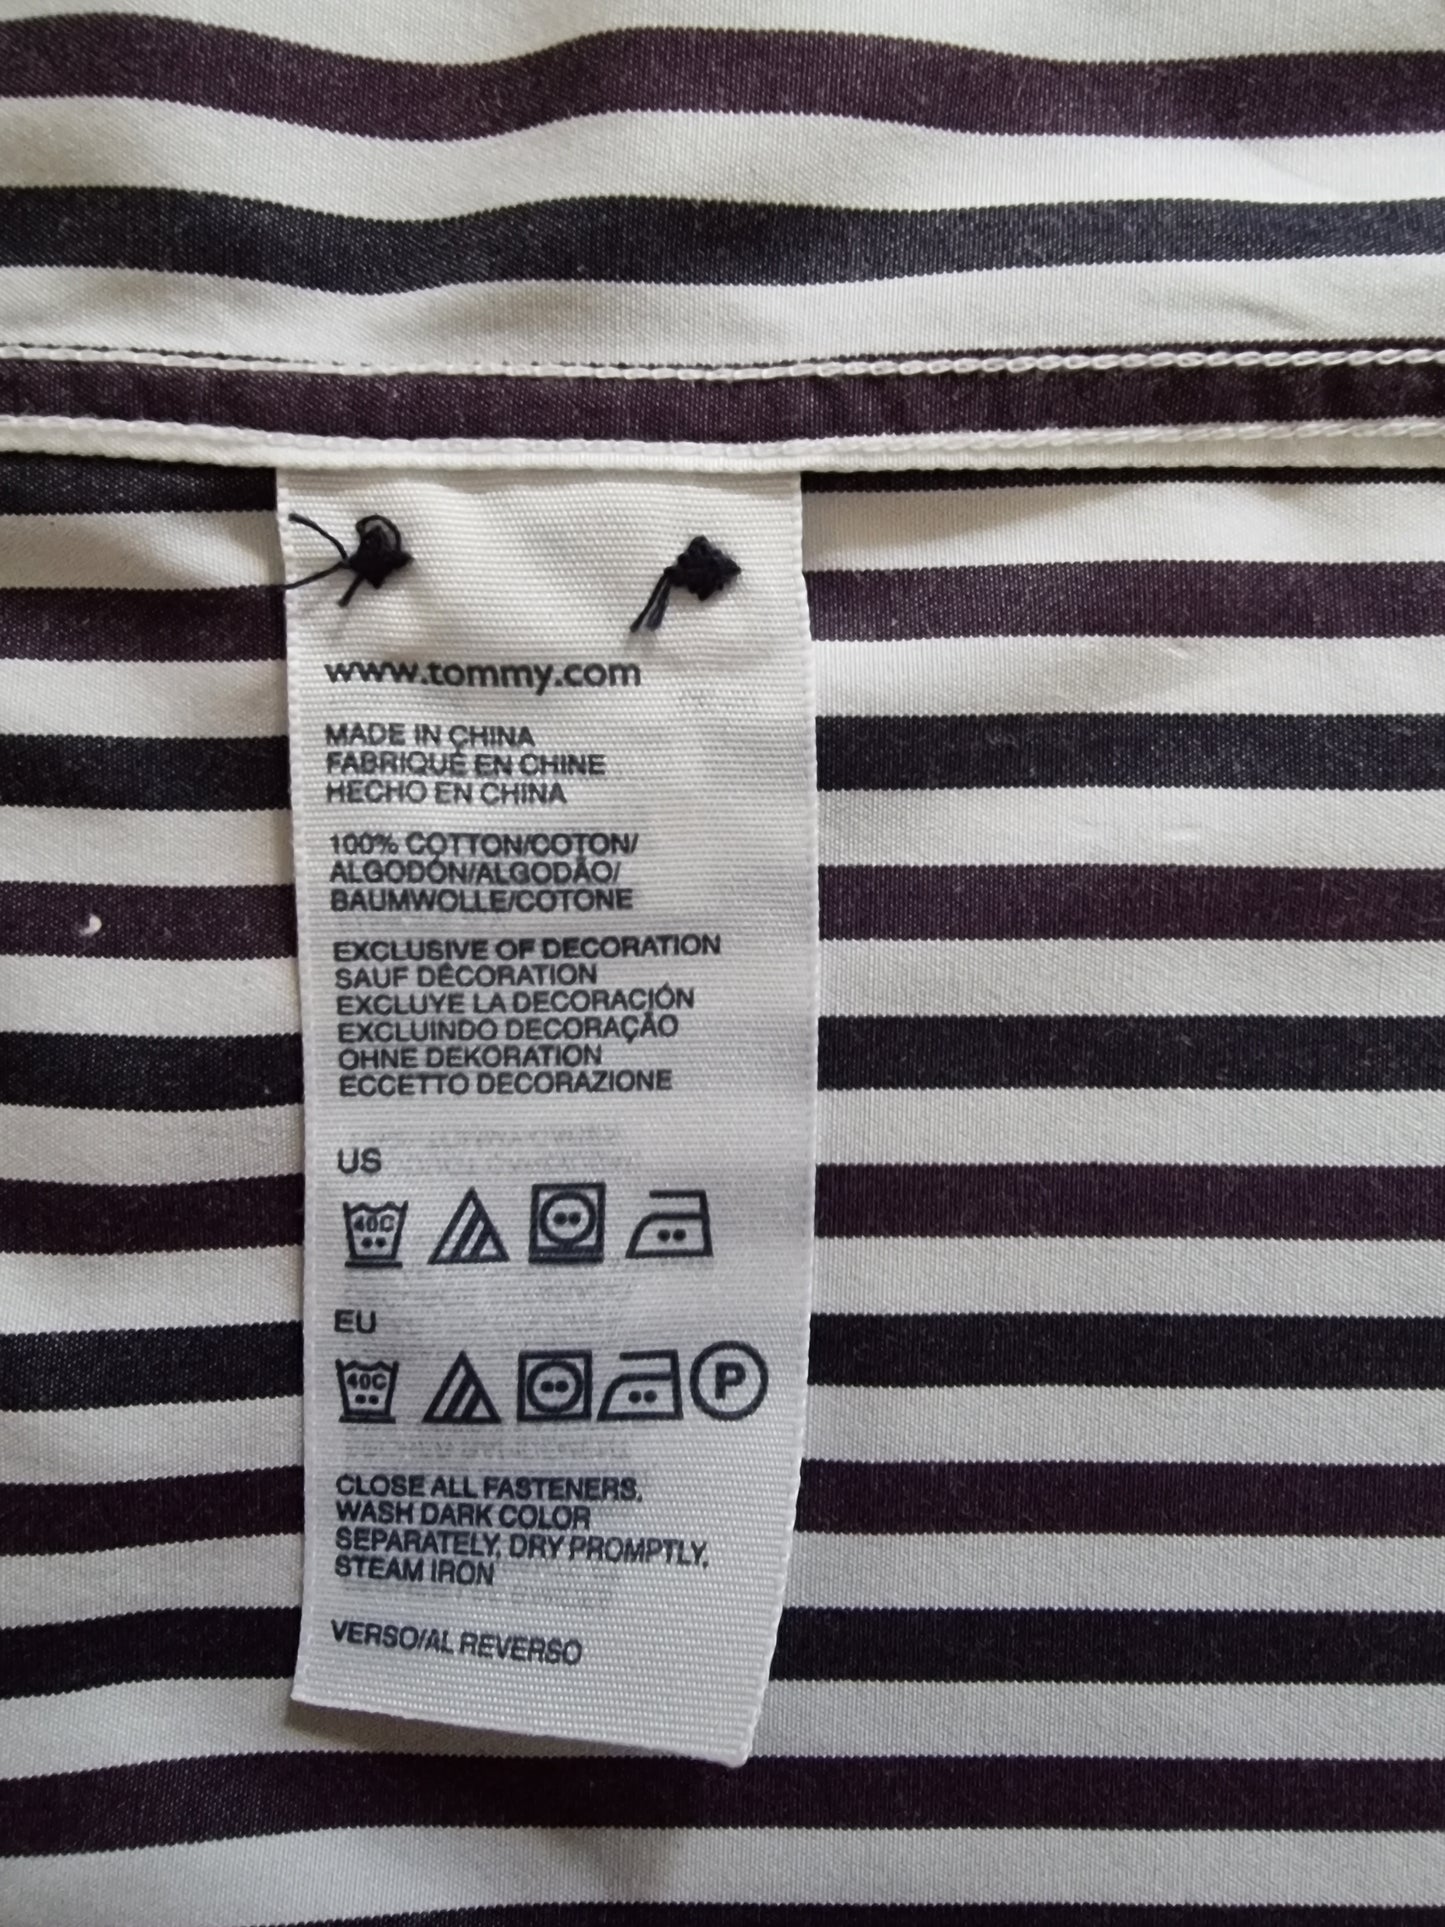 www.tommy.com
MADE IN CHINA
FABRIQUÉ EN CHINE
HECHO EN CHINA
100% COTTON/COTON/
ALGODÓN/ALGODÃO/
BAUMWOLLE/COTONE
EXCLUSIVE OF DECORATION
SAUF DÉCORATION
EXCLUYE LA DECORACIÓN
EXCLUINDO DECORAÇÃO
OHNE DEKORATION
ECCETTO DECORAZIONE
US
40C
EU
40C P
CLOSE ALL FASTENERS,
WASH DARK COLOR
SEPARATELY, DRY PROMPTLY,
STEAM IRON
VERSO/AL REVERSO